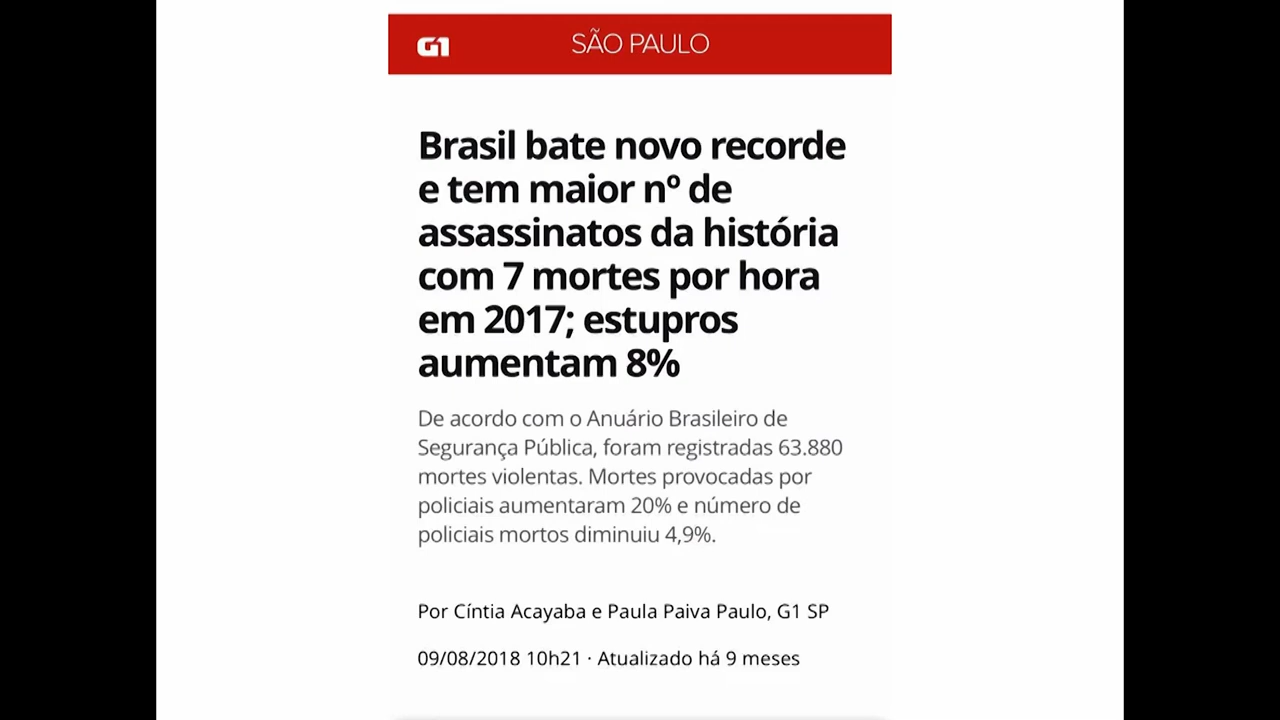 G1
SÃO PAULO
Brasil bate novo recorde
e tem maior nº de
assassinatos da história
com 7 mortes por hora
em 2017; estupros
aumentam 8%
De acordo com o Anuário Brasileiro de
Segurança Pública, foram registradas 63.880
mortes violentas. Mortes provocadas por
policiais aumentaram 20% e número de
policiais mortos diminuiu 4,9%.
Por Cíntia Acayaba e Paula Paiva Paulo, G1 SP
09/08/2018 10h21 · Atualizado há 9 meses